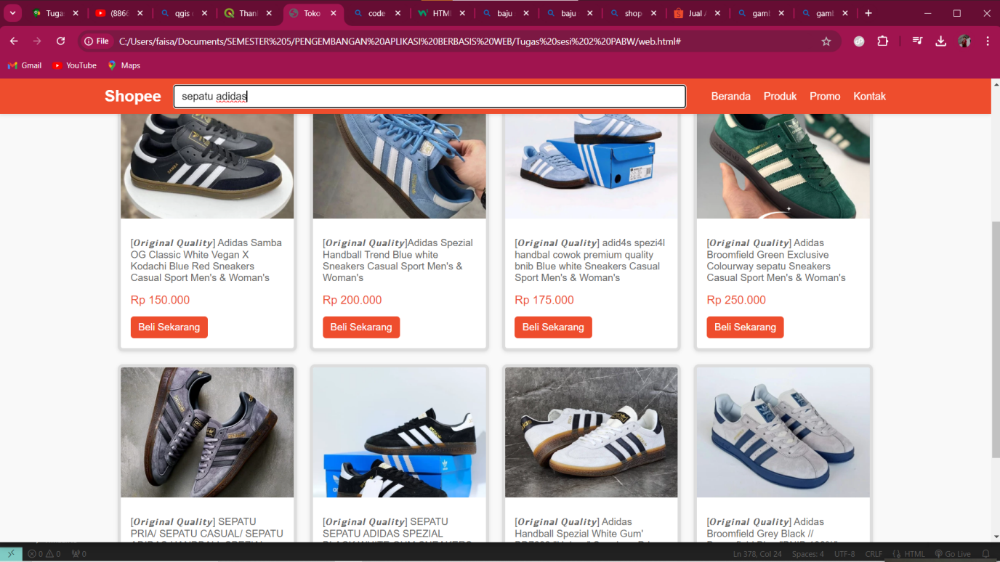 Tuga
(886
qgis
Than
Toko
code
HTM
baju
baju
shop
Jual
gam
gam
File C:/Users/faisa/Documents/SEMESTER%205/PENGEMBANGAN%20APLIKASI%20BERBASIS%20WEB/Tugas%20sesi%202%20PABW/web.html#
Gmail YouTube Maps
Shopee sepatu adidas Beranda Produk Promo Kontak
SAMBA
BROOMFIELD
[Original Quality] Adidas Samba
OG Classic White Vegan X
Kodachi Blue Red Sneakers
Casual Sport Men's & Woman's
Rp 150.000
Beli Sekarang
[Original Quality]Adidas Spezial
Handball Trend Blue white
Sneakers Casual Sport Men's &
Woman's
Rp 200.000
Beli Sekarang
[Original Quality] adid4s spezi4l
handbal cowok premium quality
bnib Blue white Sneakers Casual
Sport Men's & Woman's
Rp 175.000
Beli Sekarang
[Original Quality] Adidas
Broomfield Green Exclusive
Colourway sepatu Sneakers
Casual Sport Men's & Woman's
Rp 250.000
Beli Sekarang
[Original Quality] SEPATU
PRIA/ SEPATU CASUAL/ SEPATU
[Original Quality] SEPATU
SEPATU ADIDAS SPEZIAL
[Original Quality] Adidas
Handball Spezial White Gum'
[Original Quality] Adidas
Broomfield Grey Black //
0 0 0 Ln 378, Col 24 Spaces: 4 UTF-8 CRLF HTML Go Live